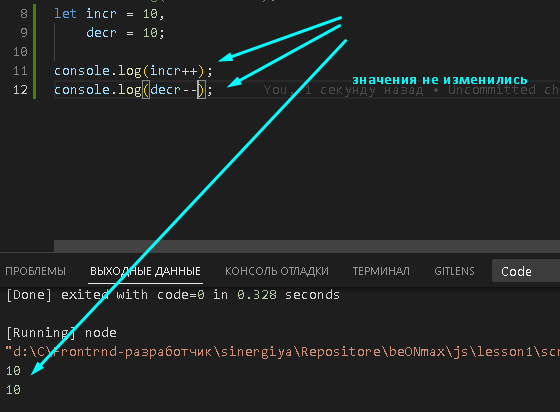 8 let incr = 10,
9 decr = 10;
10
11 console.log(incr++);
значения не изменились
12 console.log(decr--); You, 1 секунду назад • Uncommitted ch
ПРОБЛЕМЫ ВЫХОДНЫЕ ДАННЫЕ КОНСОЛЬ ОТЛАДКИ ТЕРМИНАЛ GITLENS Code
[Done] exited with code=0 in 0.328 seconds
[Running] node
"d:\C\Frontrnd-разработчик\sinergiya\Repositore\beONmax\js\lesson1\scr
10
10